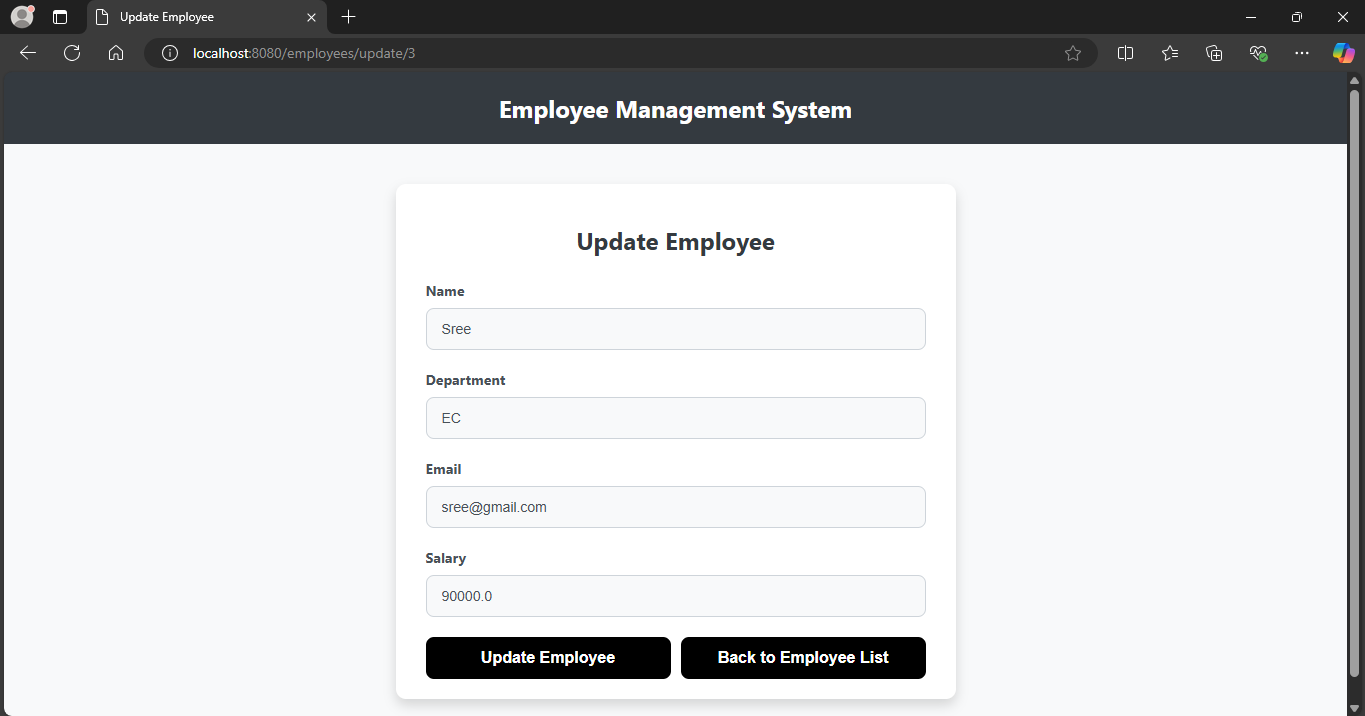 Update Employee
localhost:8080/employees/update/3
Employee Management System
Update Employee
Name
Sree
Department
EC
Email
sree@gmail.com
Salary
90000.0
Update Employee
Back to Employee List